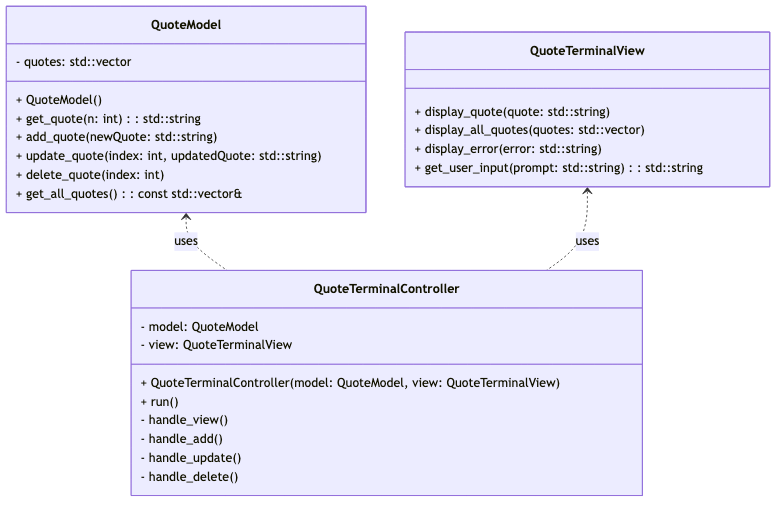 QuoteModel
- quotes: std::vector
+ QuoteModel()
+ get_quote(n: int) : : std::string
+ add_quote(newQuote: std::string)
+ update_quote(index: int, updatedQuote: std::string)
+ delete_quote(index: int)
+ get_all_quotes() : : const std::vector&
QuoteTerminalView
+ display_quote(quote: std::string)
+ display_all_quotes(quotes: std::vector)
+ display_error(error: std::string)
+ get_user_input(prompt: std::string) : : std::string
uses
uses
QuoteTerminalController
- model: QuoteModel
- view: QuoteTerminalView
+ QuoteTerminalController(model: QuoteModel, view: QuoteTerminalView)
+ run()
- handle_view()
- handle_add()
- handle_update()
- handle_delete()